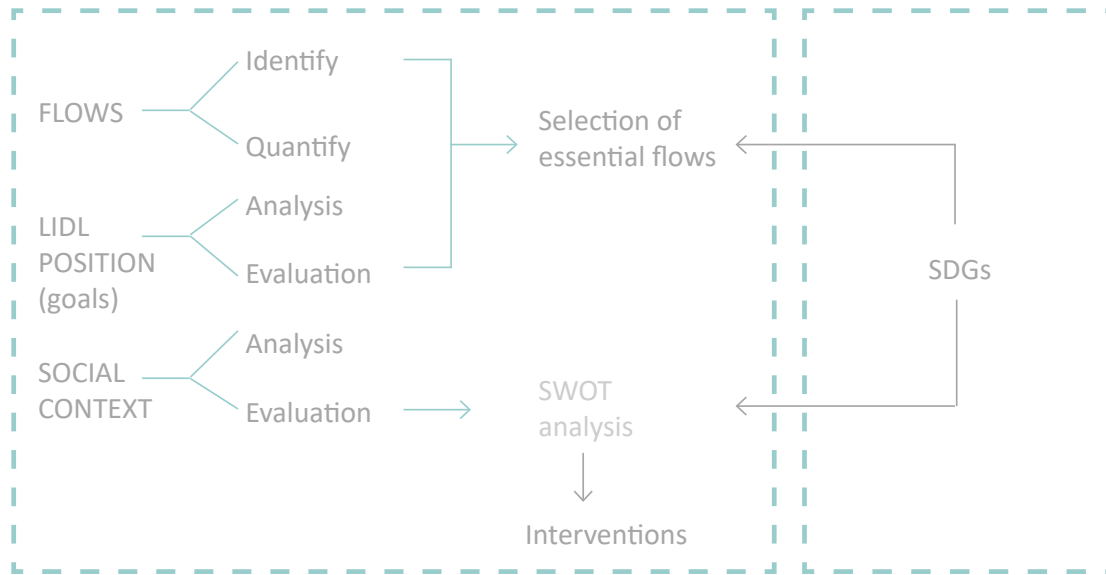 FLOWS
Identify
Quantify
LIDL
POSITION
(goals)
Analysis
Evaluation
SOCIAL
CONTEXT
Analysis
Evaluation
Selection of
essential flows
SWOT
analysis
Interventions
SDGs